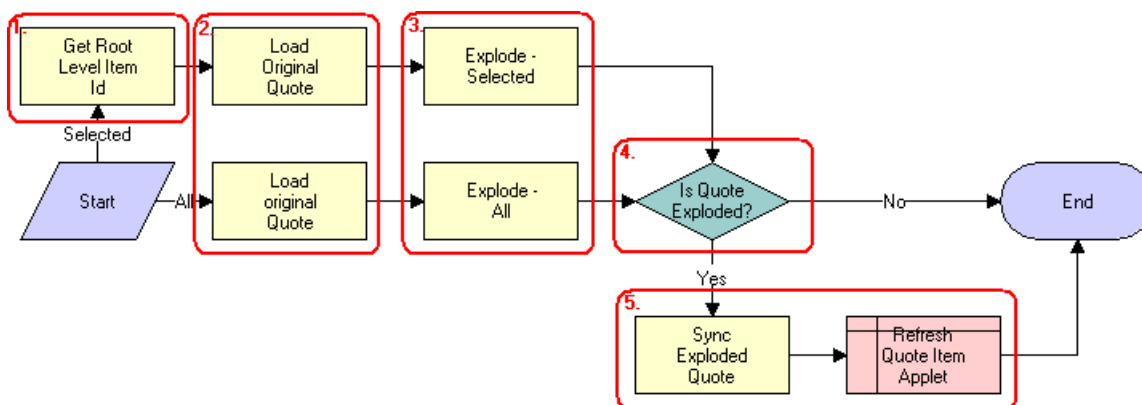 1.
Get Root
Level Item
Id
2.
Load
Original
Quote
3.
Explode -
Selected
Selected
Start
All
Load
original
Quote
Explode -
All
4.
Is Quote
Exploded?
No
End
Yes
5.
Sync
Exploded
Quote
Refresh
Quote Item
Applet